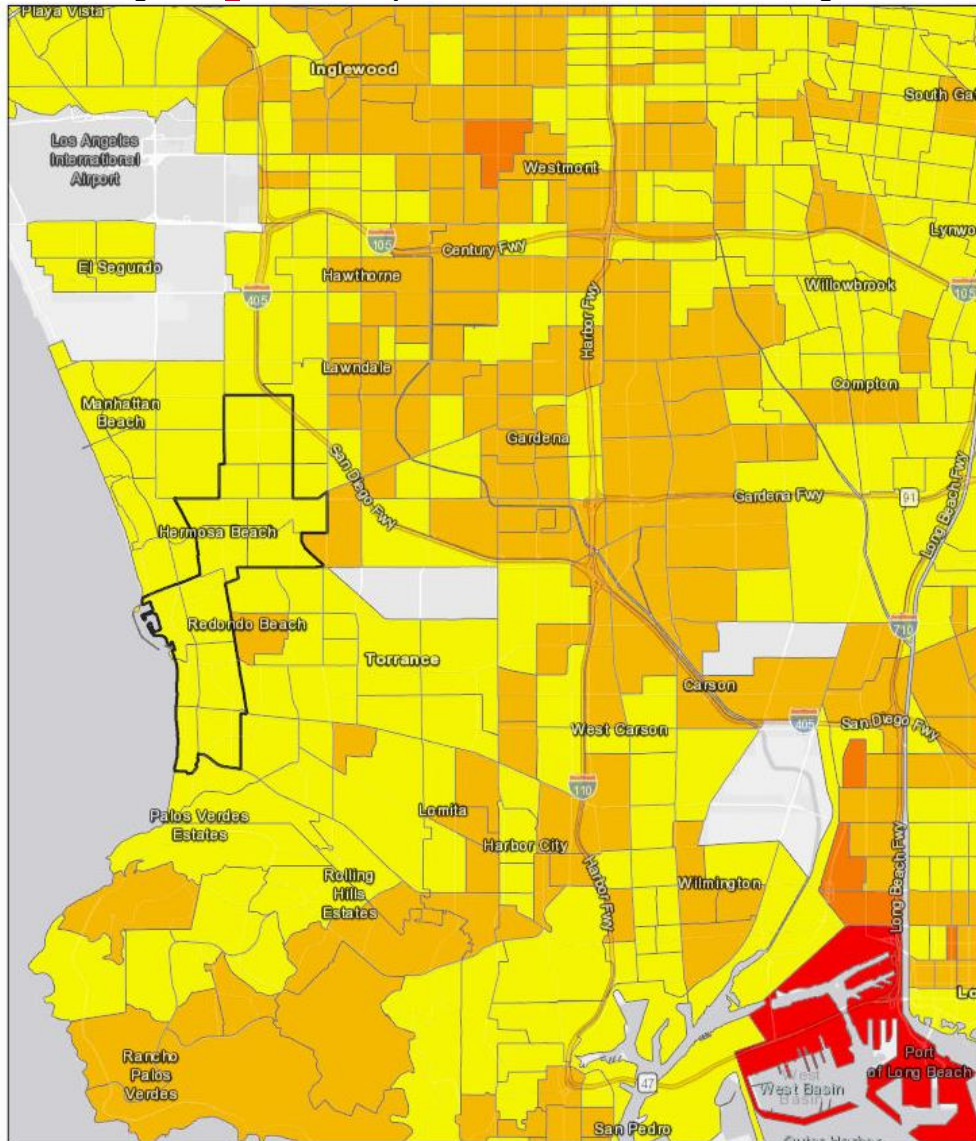 Playa Vista
Inglewood
South Gat
Los Angeles
International
Airport
Westmont
Lynwo
105
Century Fwy
El Segundo
Hawthorne
405
Willowbrook
105
Harbor Fwy
Lawndale
Compton
Manhattan
Beach
Gardena
San Diego Fwy
Gardena Fwy
91
Long Beach Fwy
Hermosa Beach
Redondo Beach
710
Torrance
Carson
West Carson
405
San Diego Fwy
110
Palos Verdes
Estates
Lomita
Harbor City
Rolling
Hills
Estates
Harbor Fwy
Wilmington
Long Beach Fwy
Lo
Rancho
Palos
Verdes
Port
of Long Beach
47
West Basin
West
Basin
San Pedro